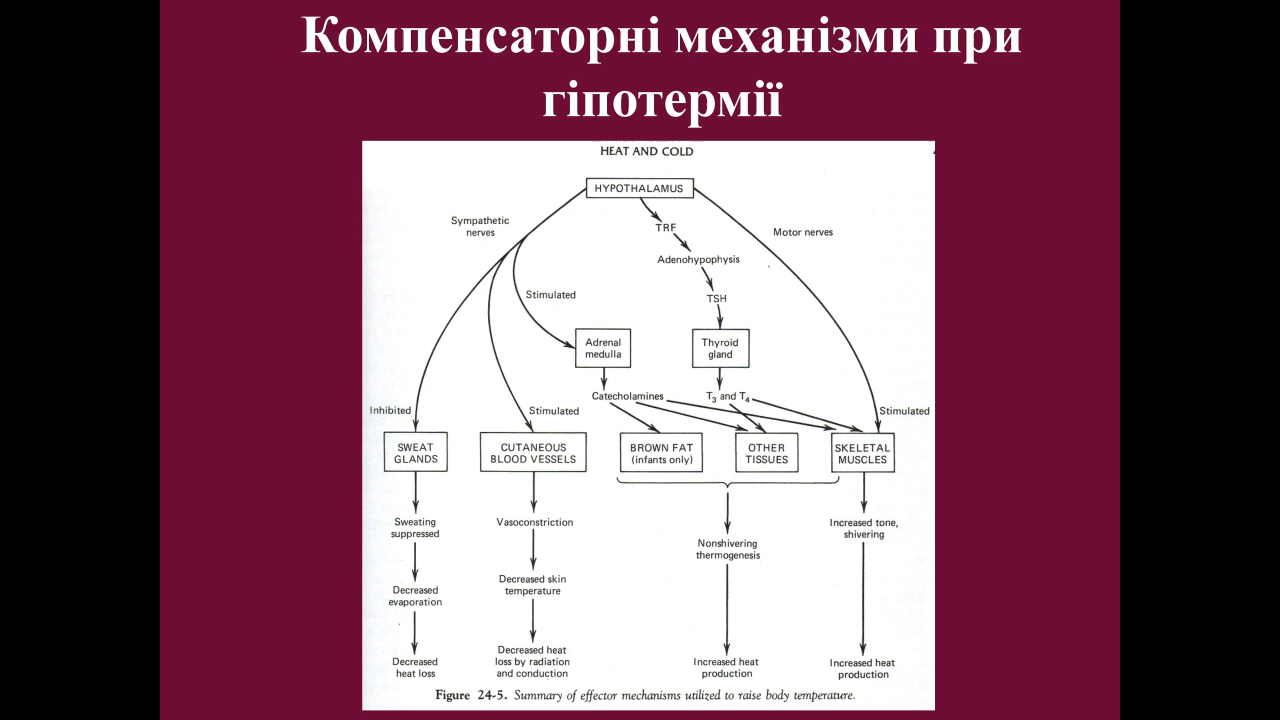 Компенсаторні механізми при
гіпотермії
HEAT AND COLD
HYPOTHALAMUS
Sympathetic
nerves
TRF
Motor nerves
Adenohypophysis
Stimulated
TSH
Adrenal
medulla
Thyroid
gland
Catecholamines
T₃ and T₄
Inhibited
Stimulated
Stimulated
SWEAT
GLANDS
CUTANEOUS
BLOOD VESSELS
BROWN FAT
(infants only)
OTHER
TISSUES
SKELETAL
MUSCLES
Sweating
suppressed
Vasoconstriction
Nonshivering
thermogenesis
Increased tone,
shivering
Decreased
evaporation
Decreased skin
temperature
Decreased
heat loss
Decreased heat
loss by radiation
and conduction
Increased heat
production
Increased heat
production
Figure 24-5. Summary of effector mechanisms utilized to raise body temperature.